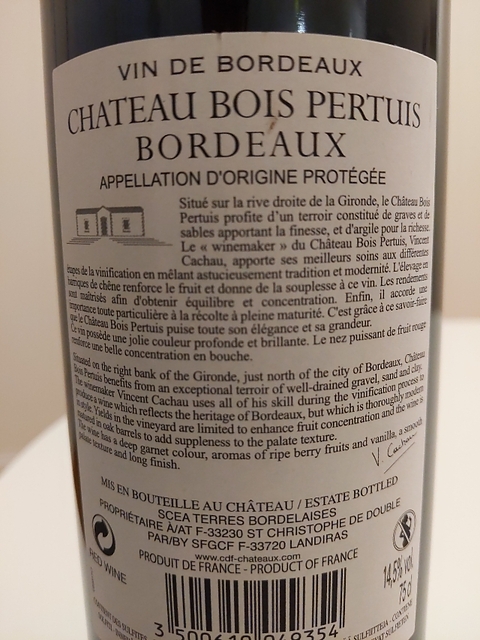 VIN DE BORDEAUX
CHATEAU BOIS PERTUIS
BORDEAUX
APPELLATION D'ORIGINE PROTÉGÉE
Situé sur la rive droite de la Gironde, le Château Bois
Pertuis profite d'un terroir constitué de graves et de
sables apportant la finesse, et d'argile pour la richesse.
Le « winemaker » du Château Bois Pertuis, Vincent
Cachau, apporte ses meilleurs soins aux différentes
étapes de la vinification en mêlant astucieusement tradition et modernité. L'élevage en
barriques de chêne renforce le fruit et donne de la souplesse à ce vin. Les rendements
sont maîtrisés afin d'obtenir équilibre et concentration. Enfin, il accorde une
importance toute particulière à la récolte à pleine maturité. C'est grâce à ce savoir-faire
que le Château Bois Pertuis puise toute son élégance et sa grandeur.
Ce vin possède une jolie couleur profonde et brillante. Le nez puissant de fruit rouge
renforce une belle concentration en bouche.
Situated on the right bank of the Gironde, just north of the city of Bordeaux, Château
Bois Pertuis benefits from an exceptional terroir of well-drained gravel, sand and clay.
The winemaker Vincent Cachau uses all of his skill during the vinification process to
produce a wine which reflects the heritage of Bordeaux, but which is thoroughly modern
in style. Yields in the vineyard are limited to enhance fruit concentration and the wine is
matured in oak barrels to add suppleness to the palate texture.
The wine has a deep garnet colour, aromas of ripe berry fruits and vanilla, a smooth
palate texture and long finish.
V. Cachau
MIS EN BOUTEILLE AU CHÂTEAU / ESTATE BOTTLED
SCEA TERRES BORDELAISES
PROPRIÉTAIRE À/AT F-33230 ST CHRISTOPHE DE DOUBLE
PAR/BY SFGCF F-33720 LANDIRAS
www.cdf-chateaux.com
PRODUIT DE FRANCE - PRODUCT OF FRANCE
RED WINE
14,5% vol.
75cl